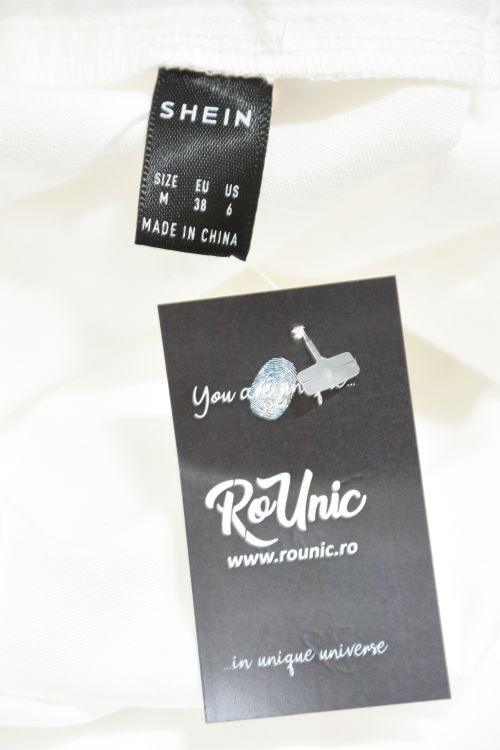 SHEIN
SIZE EU US
M 38 6
MADE IN CHINA
You
RoUnic
www.rounic.ro
...in unique universe